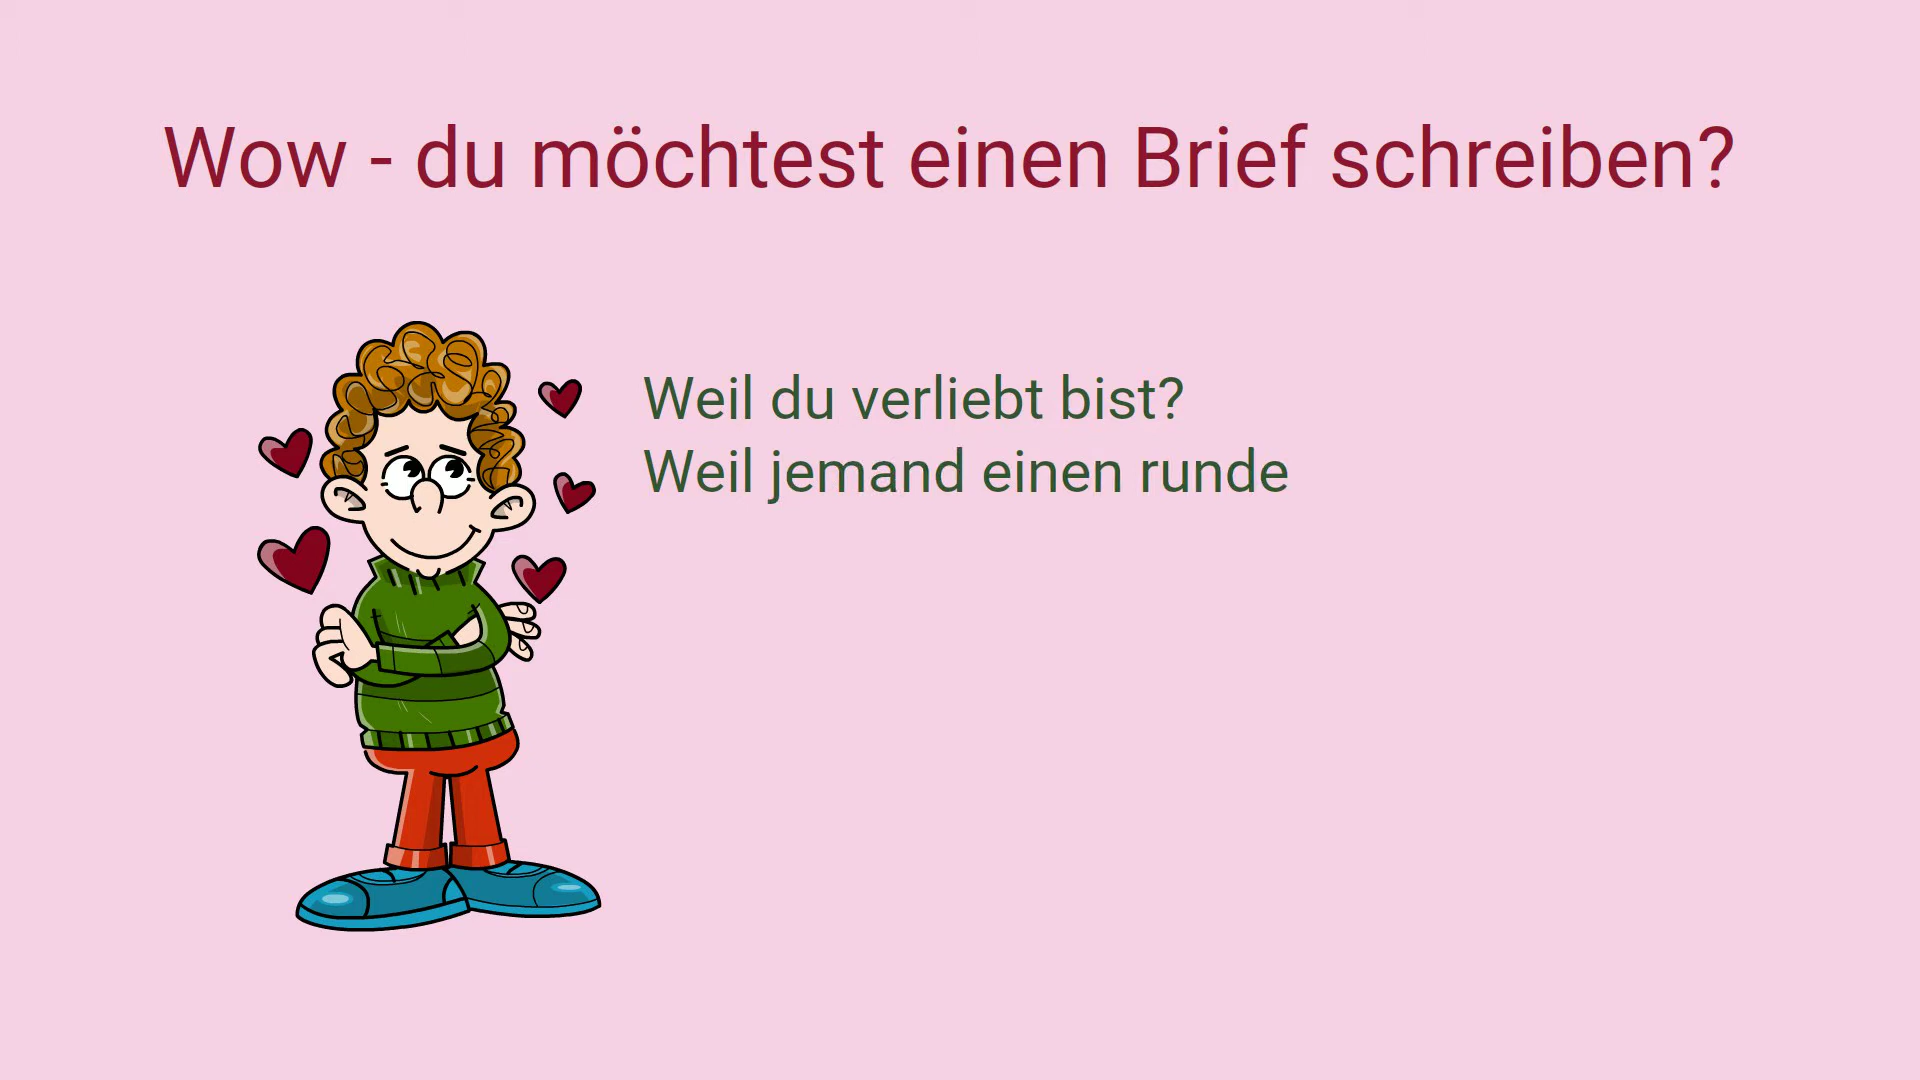 Wow - du möchtest einen Brief schreiben?
Weil du verliebt bist?
Weil jemand einen runde